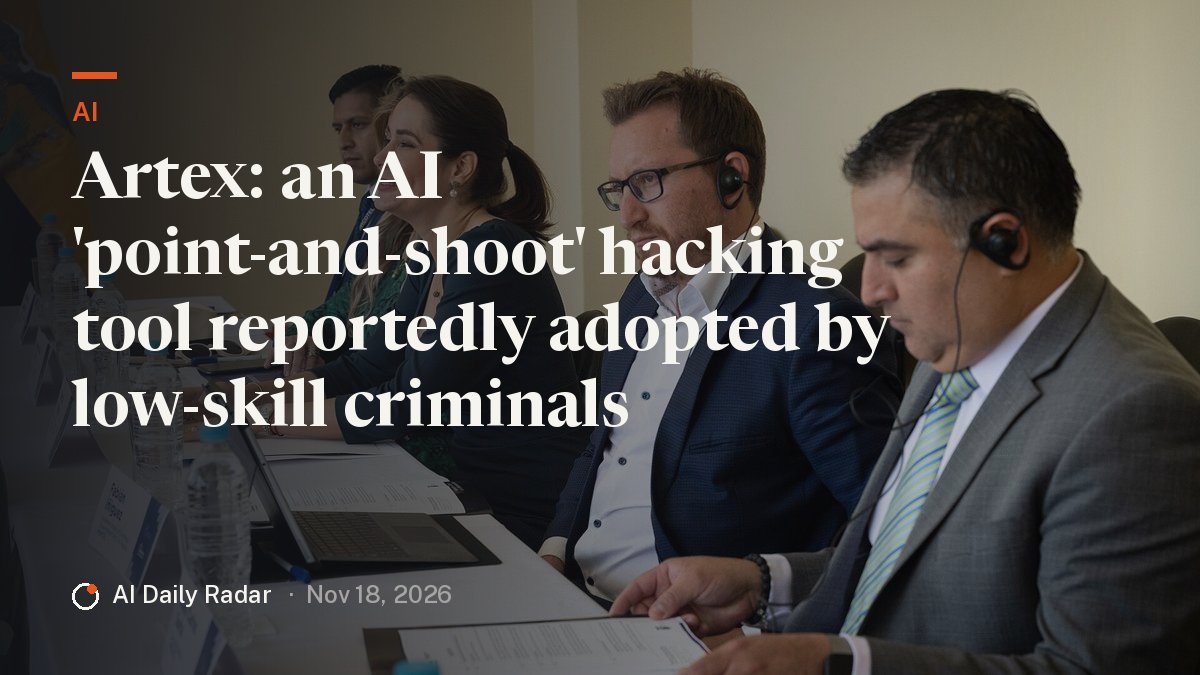 AI
Artex: an AI
'point-and-shoot' hacking
tool reportedly adopted by
low-skill criminals
AI Daily Radar · Nov 18, 2026